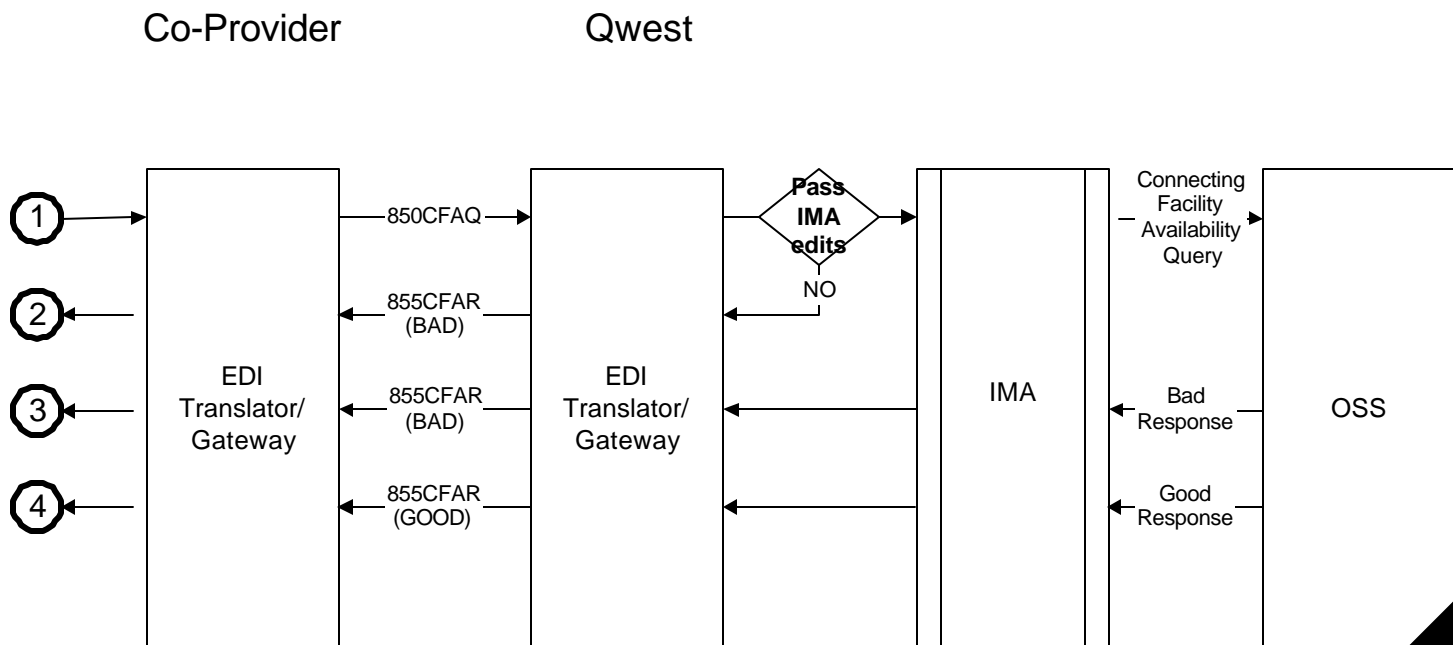 Co-Provider
Qwest
1
850CFAQ
Pass
IMA
edits
NO
Connecting
Facility
Availability
Query
2
855CFAR
(BAD)
EDI
Translator/
Gateway
EDI
Translator/
Gateway
IMA
OSS
3
855CFAR
(BAD)
Bad
Response
4
855CFAR
(GOOD)
Good
Response